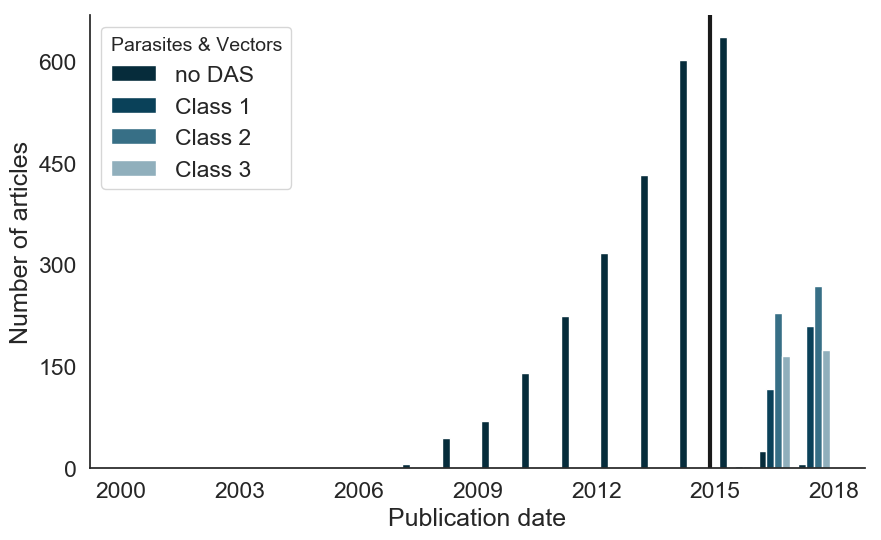 Parasites & Vectors
no DAS
Class 1
Class 2
Class 3
Number of articles
600
450
300
150
0
2000 2003 2006 2009 2012 2015 2018
Publication date